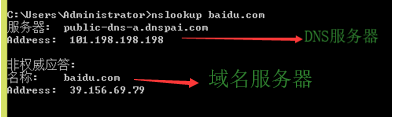 C:\Users\Administrator>nslookup baidu.com
服务器:  public-dns-a.dnspai.com
Address:  101.198.198.198
DNS服务器
非权威应答:
名称:    baidu.com
域名服务器
Address:  39.156.69.79